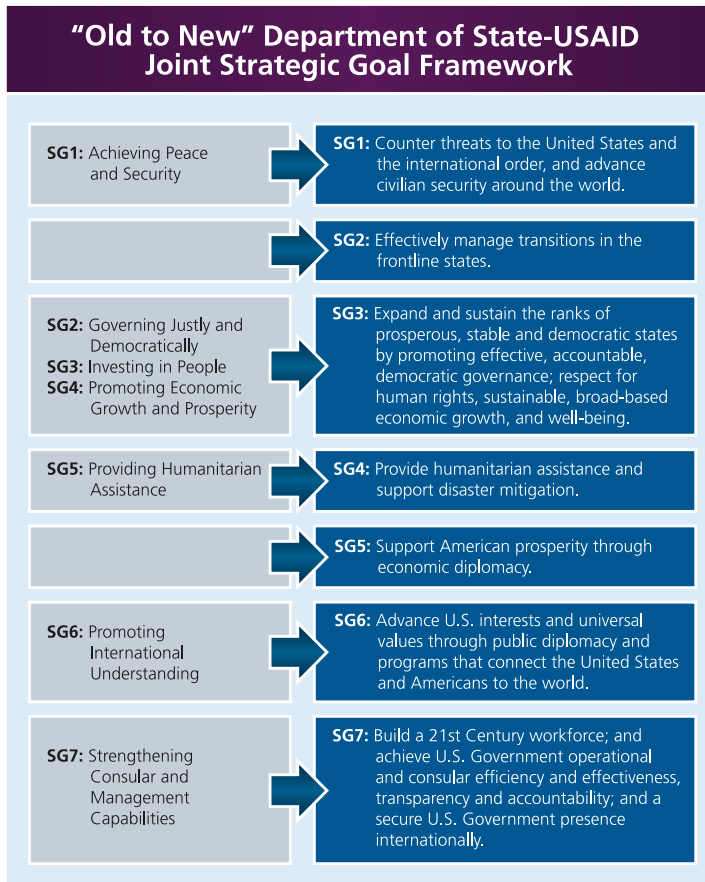 “Old to New” Department of State-USAID
Joint Strategic Goal Framework
SG1: Achieving Peace
and Security
SG1: Counter threats to the United States and
the international order, and advance
civilian security around the world.
SG2: Effectively manage transitions in the
frontline states.
SG2: Governing Justly and
Democratically
SG3: Investing in People
SG4: Promoting Economic
Growth and Prosperity
SG3: Expand and sustain the ranks of
prosperous, stable and democratic states
by promoting effective, accountable,
democratic governance; respect for
human rights, sustainable, broad-based
economic growth, and well-being.
SG5: Providing Humanitarian
Assistance
SG4: Provide humanitarian assistance and
support disaster mitigation.
SG5: Support American prosperity through
economic diplomacy.
SG6: Promoting
International
Understanding
SG6: Advance U.S. interests and universal
values through public diplomacy and
programs that connect the United States
and Americans to the world.
SG7: Strengthening
Consular and
Management
Capabilities
SG7: Build a 21st Century workforce; and
achieve U.S. Government operational
and consular efficiency and effectiveness,
transparency and accountability; and a
secure U.S. Government presence
internationally.